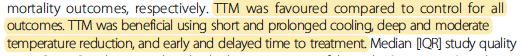 mortality outcomes, respectively. TTM was favoured compared to control for all
outcomes. TTM was beneficial using short and prolonged cooling, deep and moderate
temperature reduction, and early and delayed time to treatment. Median [IQR] study quality